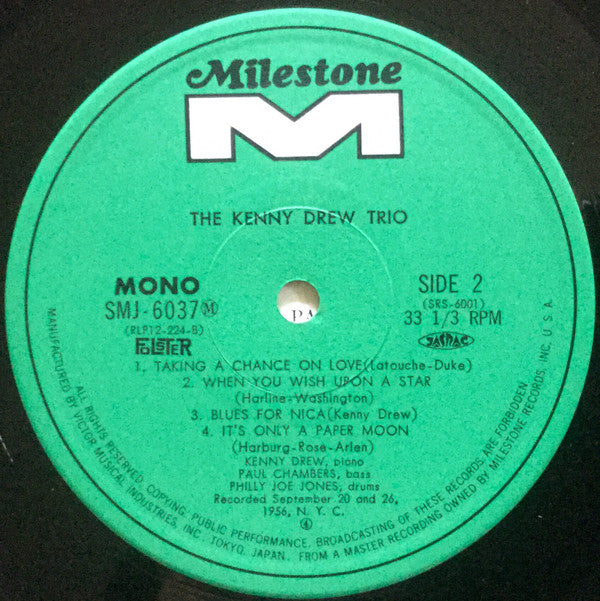 Milestone
M
THE KENNY DREW TRIO
MONO
SMJ-6037 Ⓜ
(RLP12-224-B)
FOLSTER
SIDE 2
(SRS-6001)
33 1/3 RPM
JASRAC
1. TAKING A CHANCE ON LOVE(Latouche-Duke)
2. WHEN YOU WISH UPON A STAR
(Harline-Washington)
3. BLUES FOR NICA(Kenny Drew)
4. IT'S ONLY A PAPER MOON
(Harburg-Rose-Arlen)
KENNY DREW, piano
PAUL CHAMBERS, bass
PHILLY JOE JONES, drums
Recorded September 20 and 26,
1956, N. Y. C.
④
MANUFACTURED BY VICTOR MUSICAL INDUSTRIES, INC. TOKYO, JAPAN. FROM A MASTER RECORDING OWNED BY MILESTONE RECORDS, INC, U. S. A.
ALL RIGHTS RESERVED. COPYING, PUBLIC PERFORMANCE, BROADCASTING OF THESE RECORDS ARE FORBIDDEN